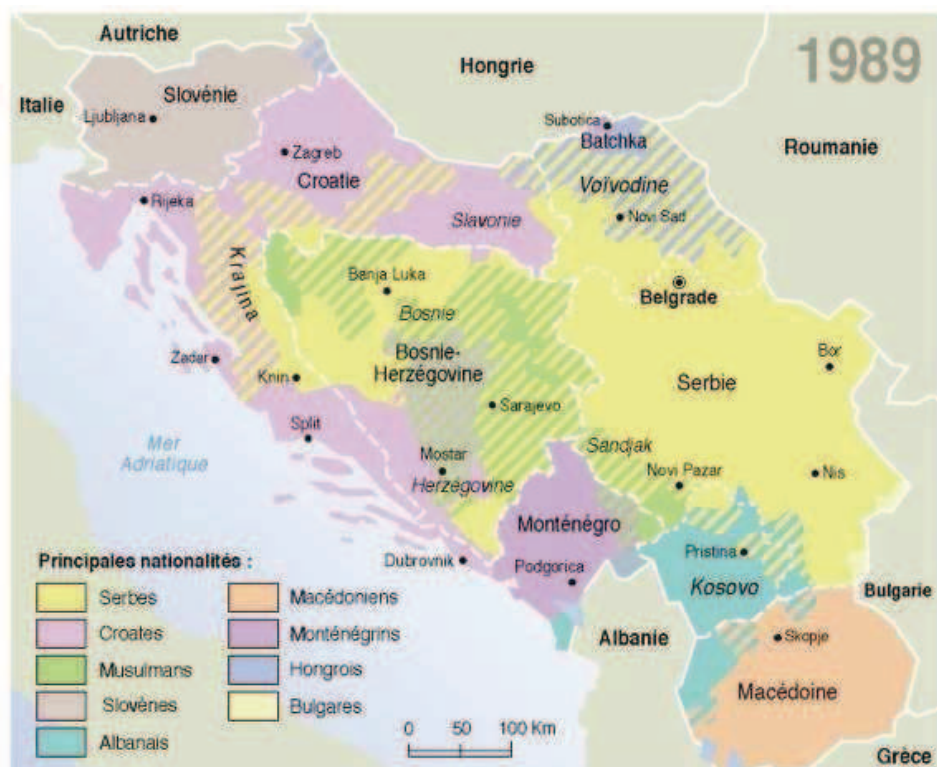 Autriche
1989
Hongrie
Slovénie
Italie
Ljubljana
Subotica
Batchka
Roumanie
Zagreb
Croatie
Voïvodine
Rijeka
Slavonie
Novi Sad
Krajina
Banja Luka
Belgrade
Bosnie
Bosnie-
Herzégovine
Bor
Zadar
Knin
Serbie
Sarajevo
Split
Mer
Adriatique
Sandjak
Mostar
Herzegovine
Novi Pazar
Nis
Monténégro
Principales nationalités :
Dubrovnik
Podgorica
Pristina
Kosovo
Bulgarie
Serbes
Macédoniens
Croates
Monténégrins
Albanie
Skopje
Musulmans
Hongrois
Macédoine
Slovènes
Bulgares
Albanais
0 50 100 Km
Grèce